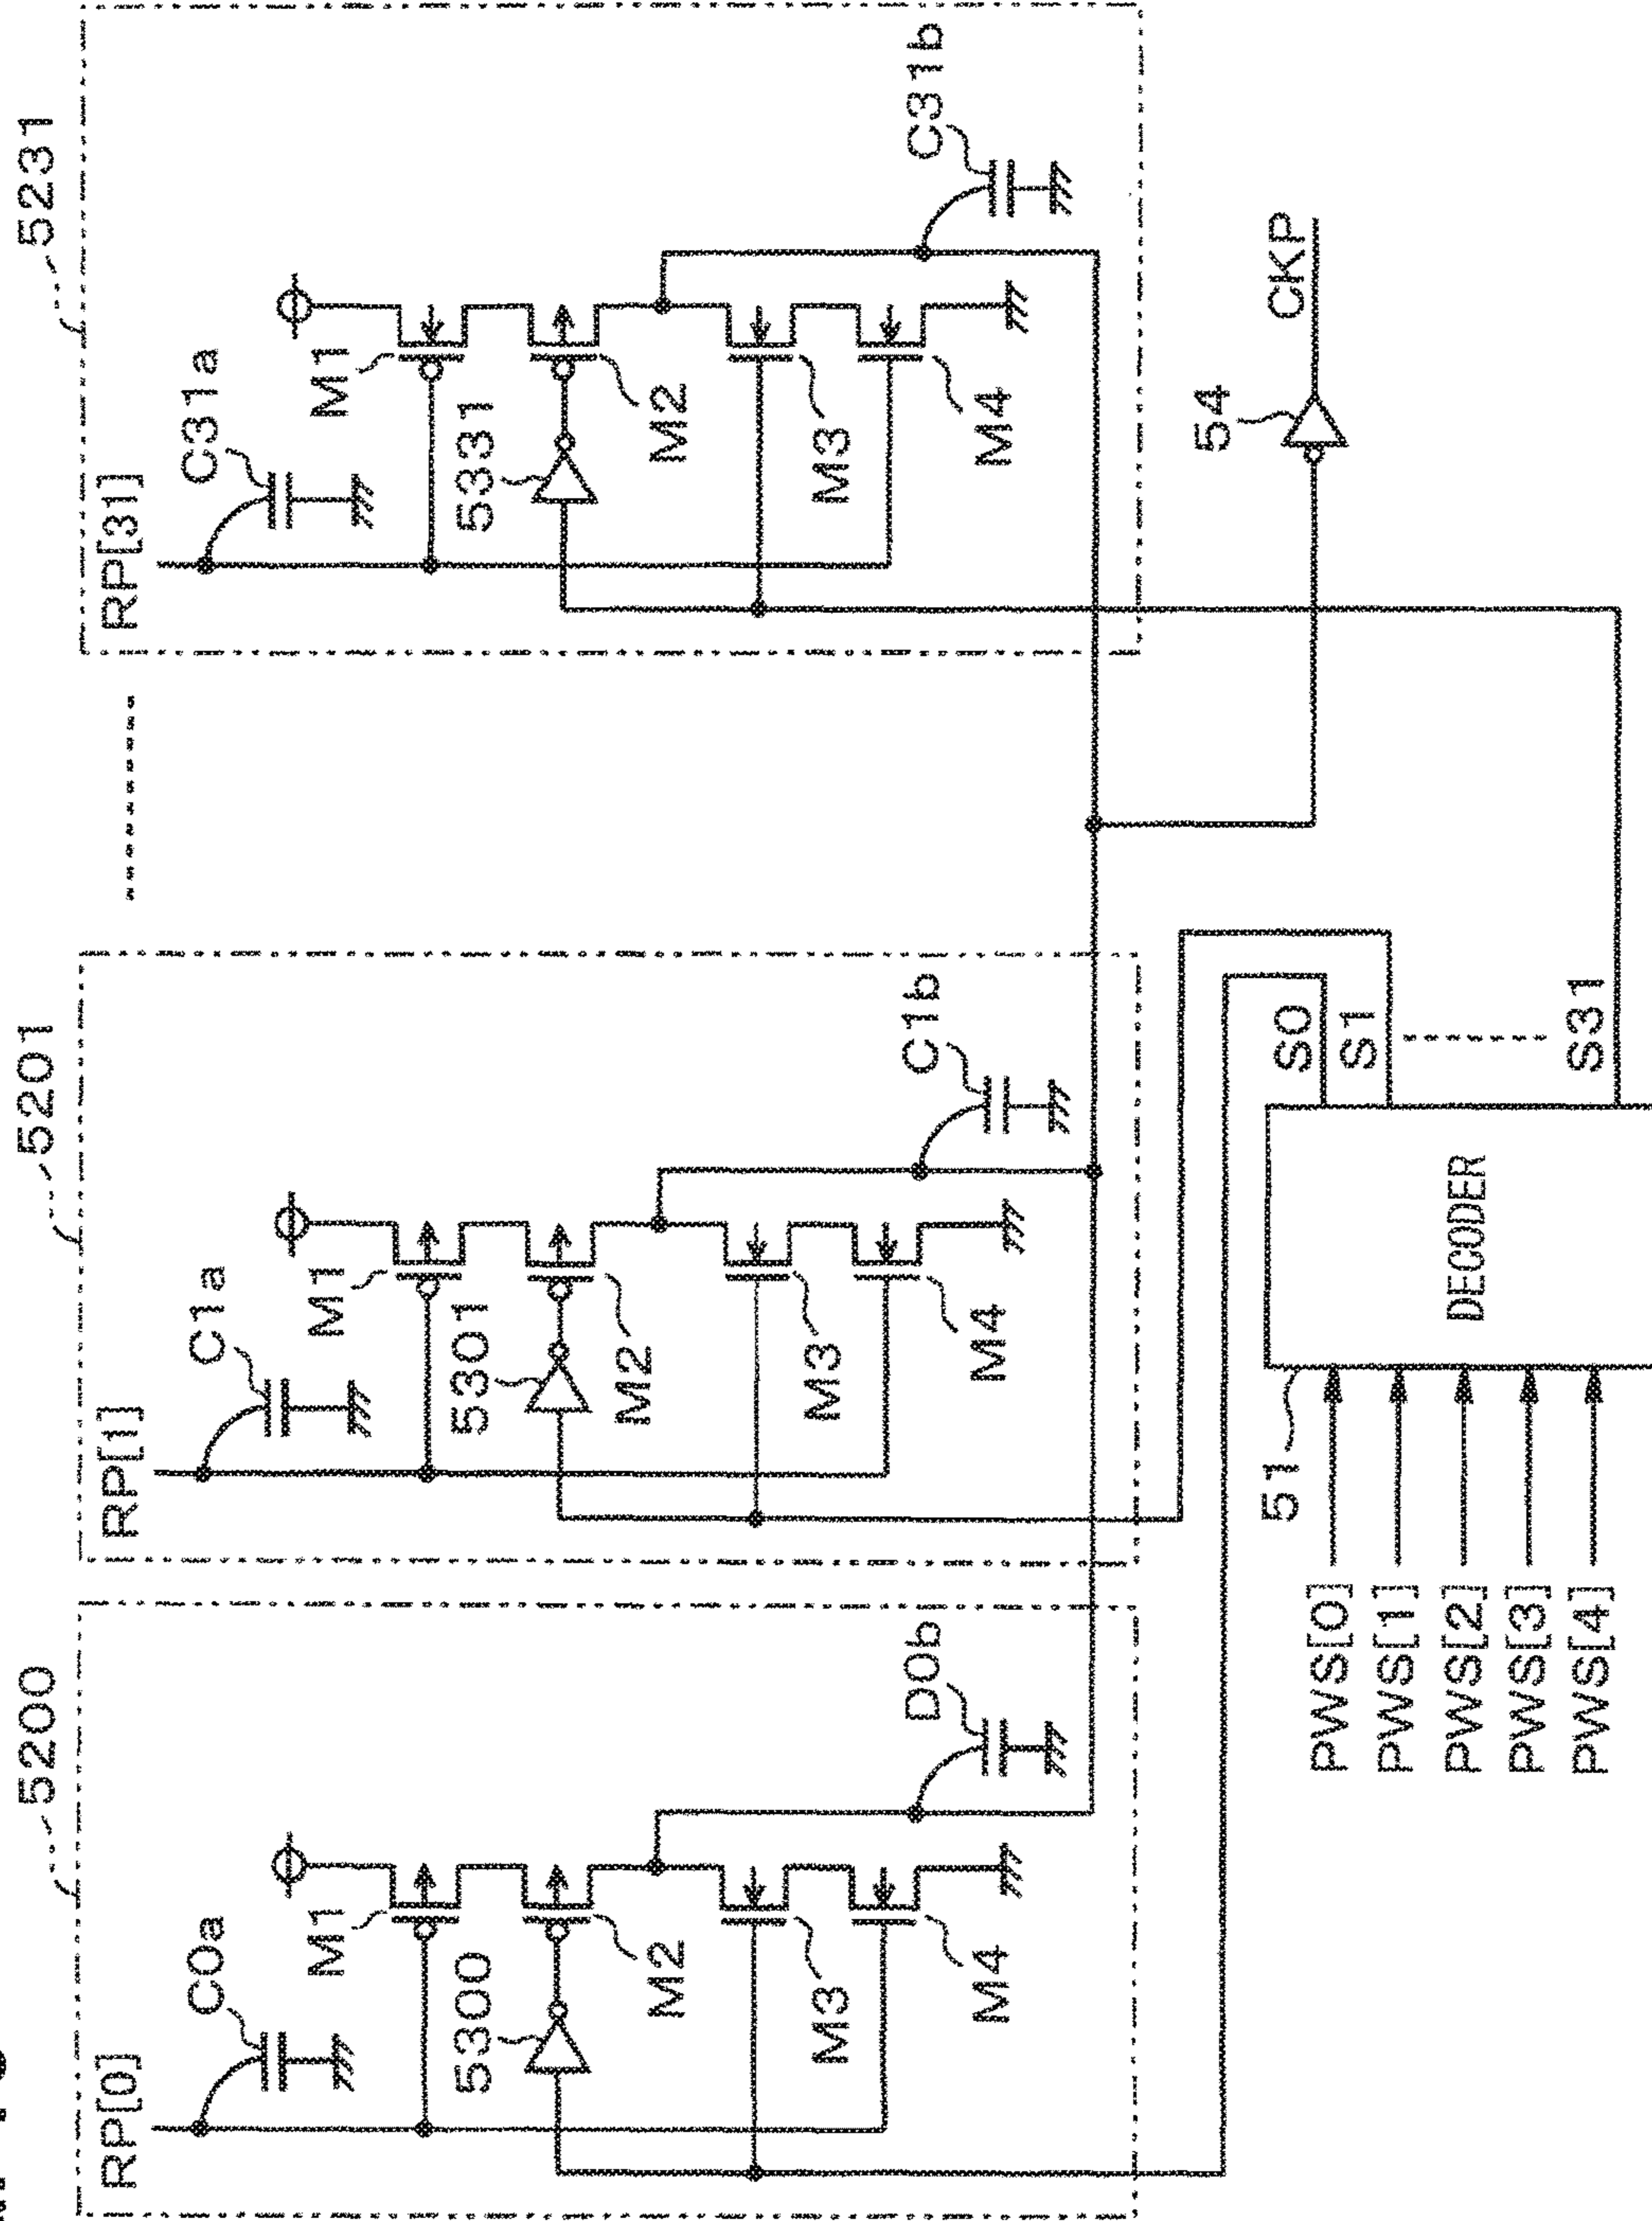 5200
RP[0]
C0a
M1
5300
M2
M3
M4
D0b
5201
RP[1]
C1a
M1
5301
M2
M3
M4
C1b
5231
RP[31]
C31a
M1
5331
M2
M3
M4
C31b
54
CKP
PWS[0]
PWS[1]
PWS[2]
PWS[3]
PWS[4]
51
DECODER
S0
S1
S31